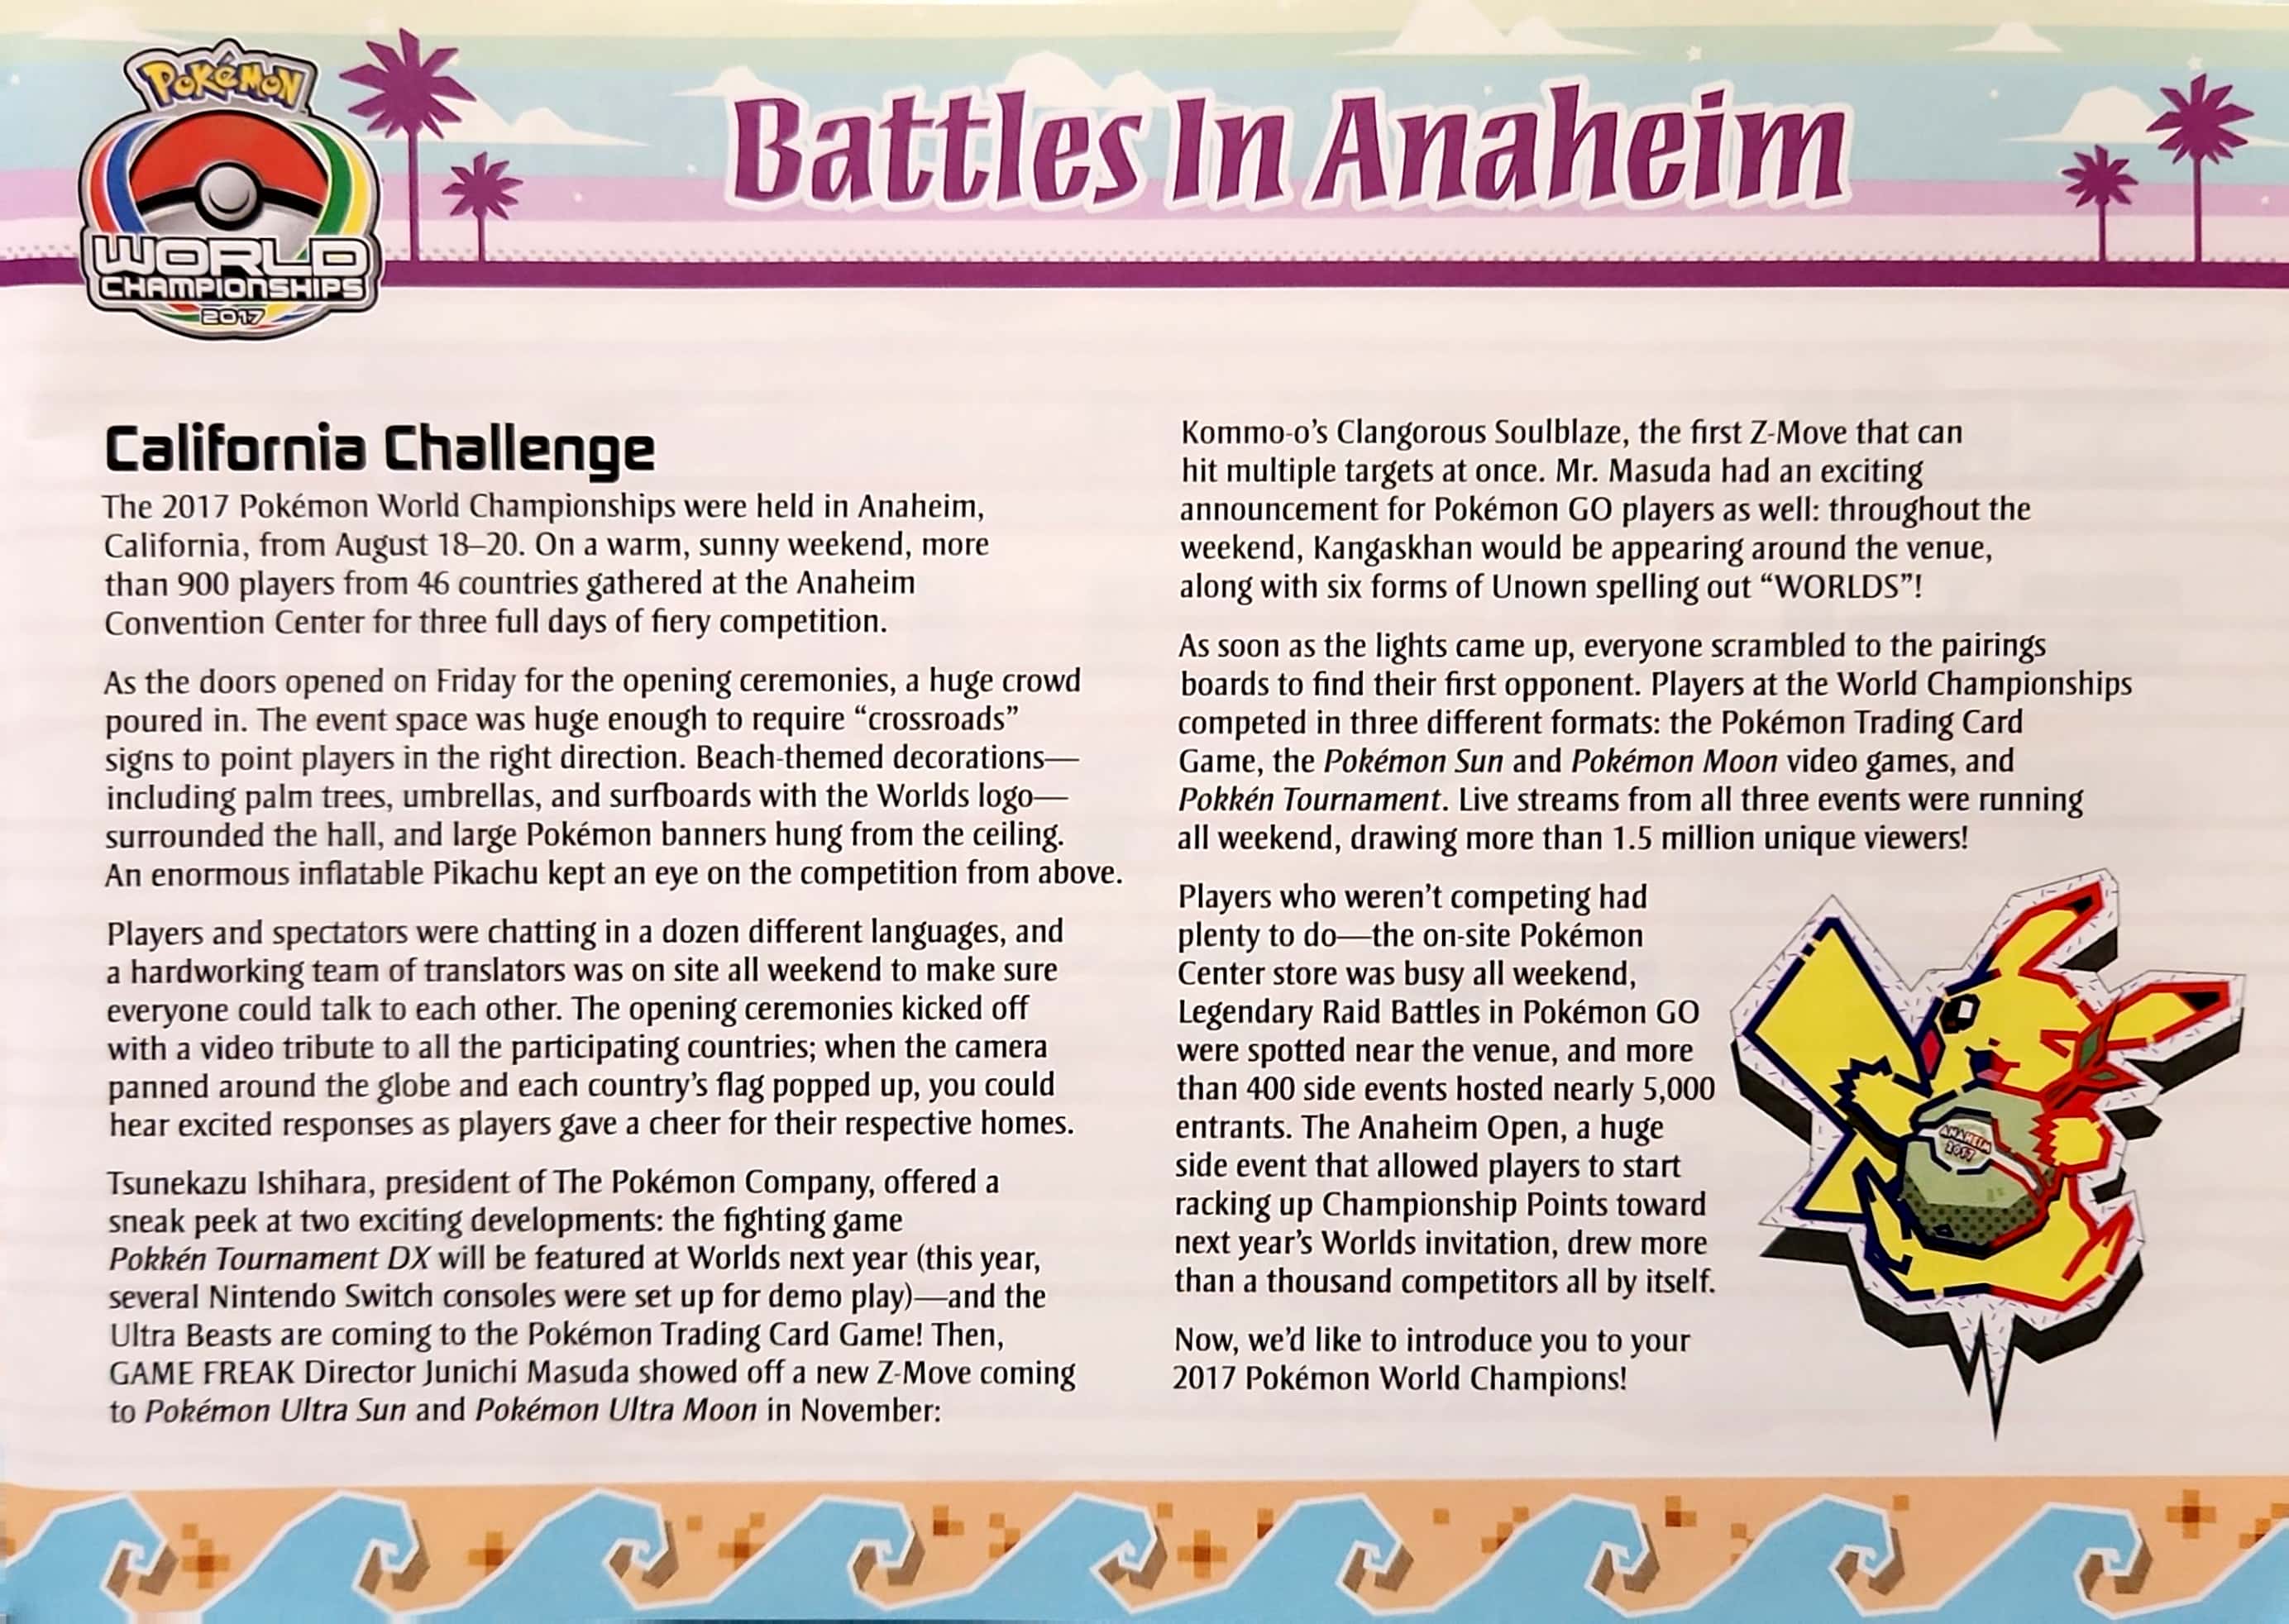 POKéMON
WORLD
CHAMPIONSHIPS
2017
Battles In Anaheim
California Challenge
The 2017 Pokémon World Championships were held in Anaheim,
California, from August 18–20. On a warm, sunny weekend, more
than 900 players from 46 countries gathered at the Anaheim
Convention Center for three full days of fiery competition.
As the doors opened on Friday for the opening ceremonies, a huge crowd
poured in. The event space was huge enough to require “crossroads”
signs to point players in the right direction. Beach-themed decorations—
including palm trees, umbrellas, and surfboards with the Worlds logo—
surrounded the hall, and large Pokémon banners hung from the ceiling.
An enormous inflatable Pikachu kept an eye on the competition from above.
Players and spectators were chatting in a dozen different languages, and
a hardworking team of translators was on site all weekend to make sure
everyone could talk to each other. The opening ceremonies kicked off
with a video tribute to all the participating countries; when the camera
panned around the globe and each country’s flag popped up, you could
hear excited responses as players gave a cheer for their respective homes.
Tsunekazu Ishihara, president of The Pokémon Company, offered a
sneak peek at two exciting developments: the fighting game
Pokkén Tournament DX will be featured at Worlds next year (this year,
several Nintendo Switch consoles were set up for demo play)—and the
Ultra Beasts are coming to the Pokémon Trading Card Game! Then,
GAME FREAK Director Junichi Masuda showed off a new Z-Move coming
to Pokémon Ultra Sun and Pokémon Ultra Moon in November:
Kommo-o’s Clangorous Soulblaze, the first Z-Move that can
hit multiple targets at once. Mr. Masuda had an exciting
announcement for Pokémon GO players as well: throughout the
weekend, Kangaskhan would be appearing around the venue,
along with six forms of Unown spelling out “WORLDS”!
As soon as the lights came up, everyone scrambled to the pairings
boards to find their first opponent. Players at the World Championships
competed in three different formats: the Pokémon Trading Card
Game, the Pokémon Sun and Pokémon Moon video games, and
Pokkén Tournament. Live streams from all three events were running
all weekend, drawing more than 1.5 million unique viewers!
Players who weren’t competing had
plenty to do—the on-site Pokémon
Center store was busy all weekend,
Legendary Raid Battles in Pokémon GO
were spotted near the venue, and more
than 400 side events hosted nearly 5,000
entrants. The Anaheim Open, a huge
side event that allowed players to start
racking up Championship Points toward
next year’s Worlds invitation, drew more
than a thousand competitors all by itself.
Now, we’d like to introduce you to your
2017 Pokémon World Champions!
ANAHEIM
2017